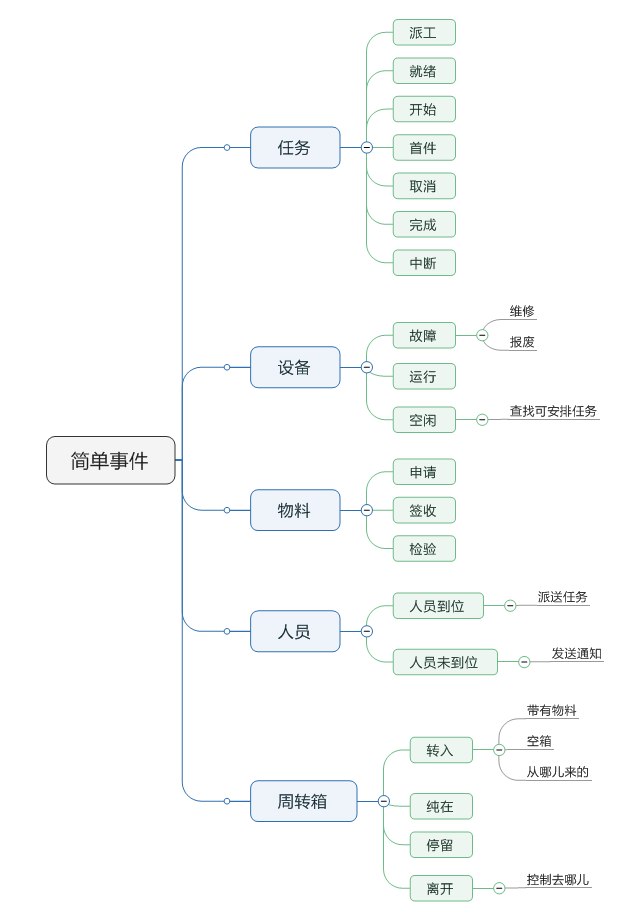 简单事件
任务
派工
就绪
开始
首件
取消
完成
中断
设备
故障
维修
报废
运行
空闲
查找可安排任务
物料
申请
签收
检验
人员
人员到位
派送任务
人员未到位
发送通知
周转箱
转入
带有物料
空箱
从哪儿来的
纯在
停留
离开
控制去哪儿